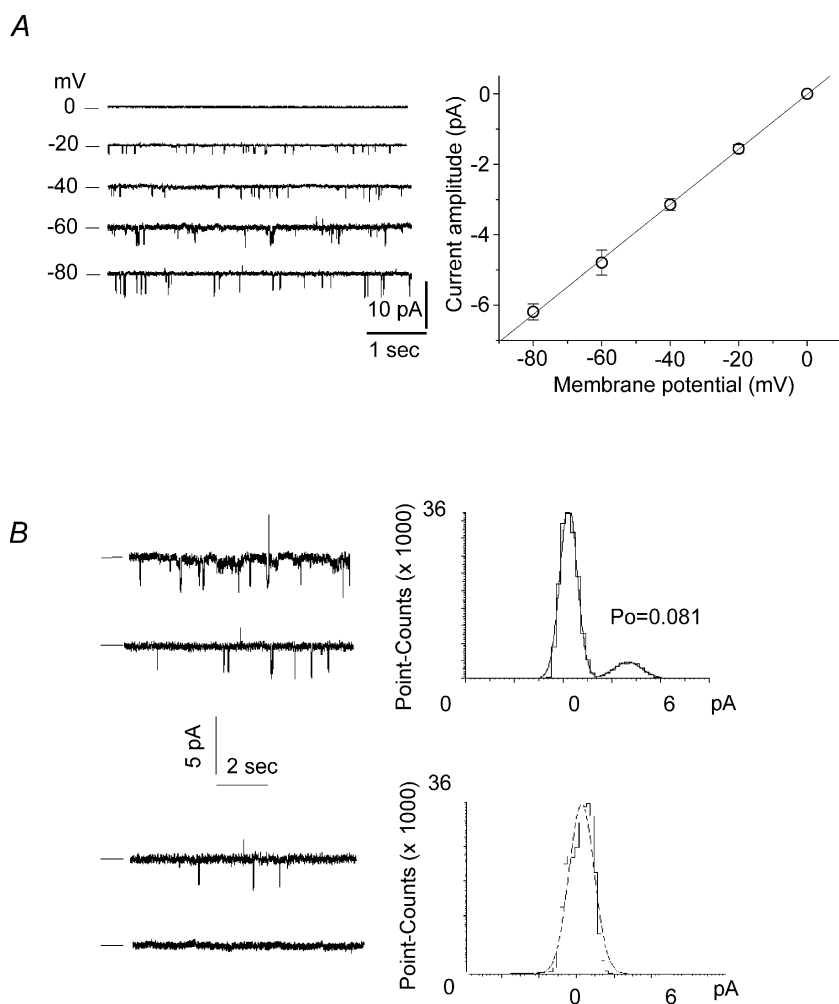 A
mV
0
-20
-40
-60
-80
10 pA
1 sec
Current amplitude (pA)
0
-2
-4
-6
-80 -60 -40 -20 0
Membrane potential (mV)
B
5 pA
2 sec
Point-Counts (x 1000)
36
Po=0.081
0 0 6 pA
Point-Counts (x 1000)
36
0 0 6 pA